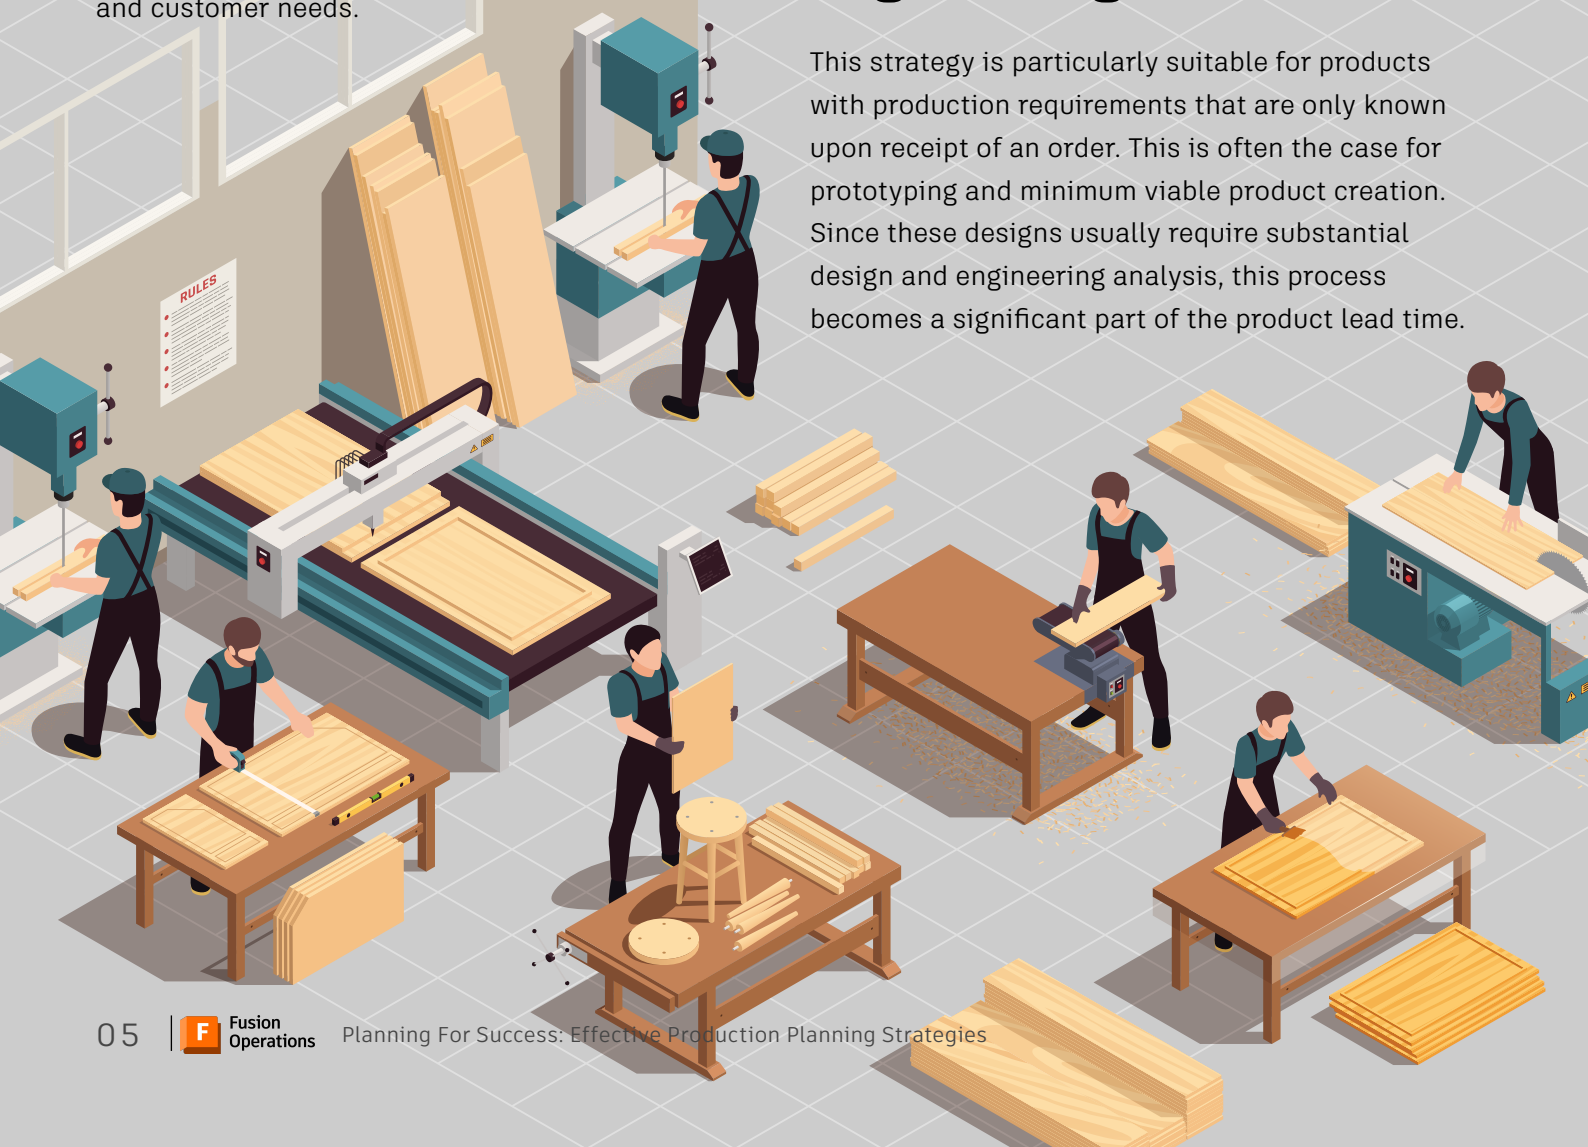 and customer needs.
This strategy is particularly suitable for products
with production requirements that are only known
upon receipt of an order. This is often the case for
prototyping and minimum viable product creation.
Since these designs usually require substantial
design and engineering analysis, this process
becomes a significant part of the product lead time.
RULES
05
F
Fusion
Operations
Planning For Success: Effective Production Planning Strategies